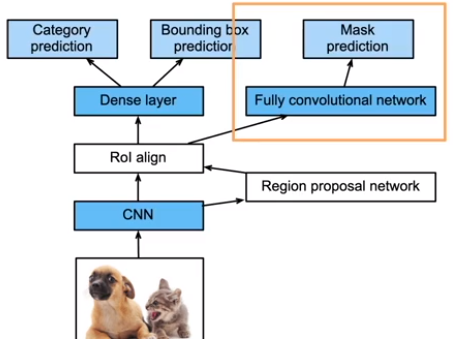 Category
prediction
Bounding box
prediction
Mask
prediction
Dense layer
Fully convolutional network
RoI align
Region proposal network
CNN